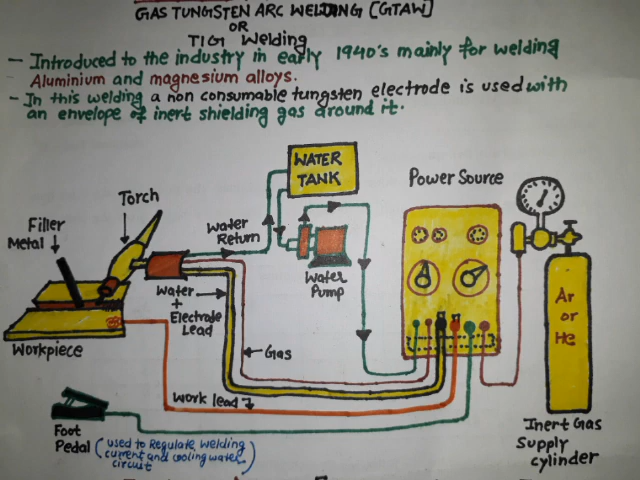 GAS TUNGSTEN ARC WELDING [GTAW]
OR
TIG Welding
- Introduced to the industry in early 1940's mainly for welding
Aluminium and magnesium alloys.
- In this welding a non consumable tungsten electrode is used with
an envelope of inert shielding gas around it.
WATER
TANK
Power Source
Torch
Filler
Metal
Water
Return
Water
Pump
Water
+
Electrode
Lead
Ar
or
He
Workpiece
Gas
Work lead
Foot
Pedal
(used to Regulate welding
current and cooling water
circuit)
Inert Gas
Supply
cylinder